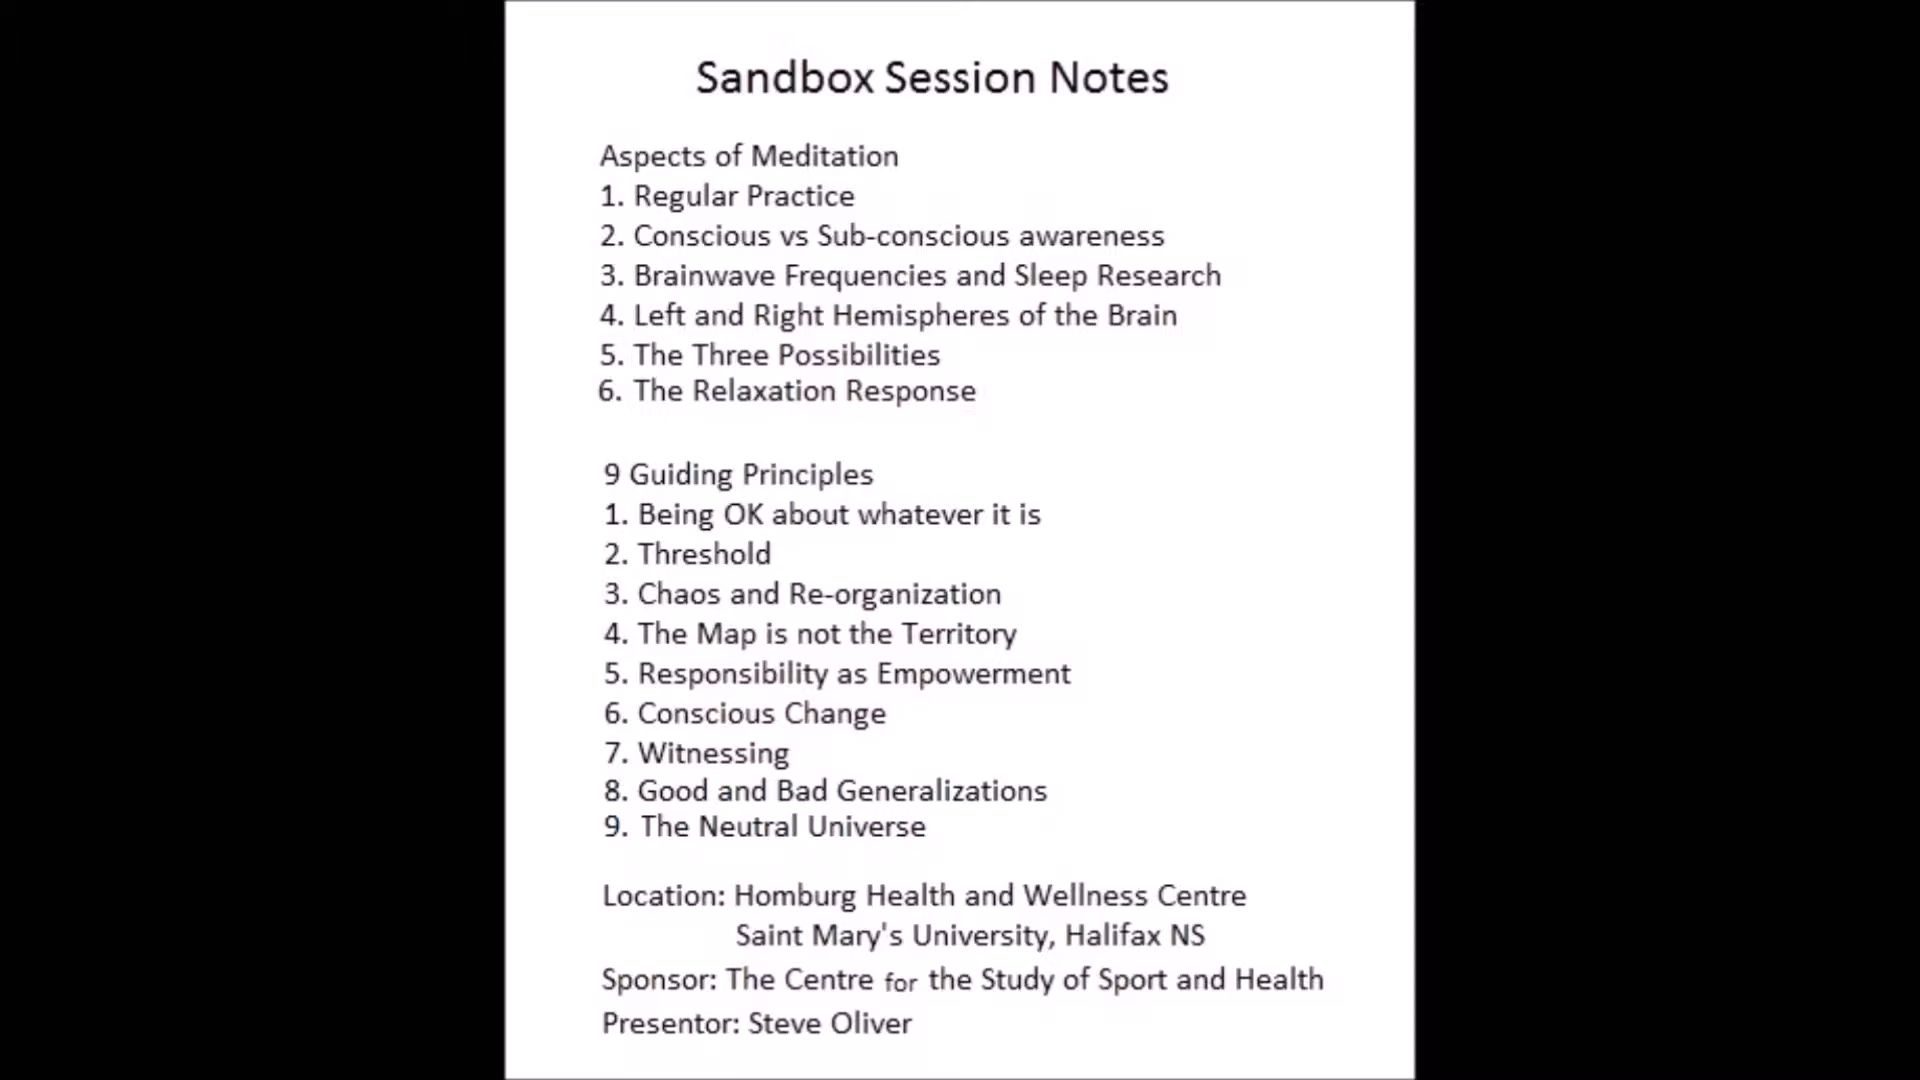 Sandbox Session Notes
Aspects of Meditation
1. Regular Practice
2. Conscious vs Sub-conscious awareness
3. Brainwave Frequencies and Sleep Research
4. Left and Right Hemispheres of the Brain
5. The Three Possibilities
6. The Relaxation Response
9 Guiding Principles
1. Being OK about whatever it is
2. Threshold
3. Chaos and Re-organization
4. The Map is not the Territory
5. Responsibility as Empowerment
6. Conscious Change
7. Witnessing
8. Good and Bad Generalizations
9. The Neutral Universe
Location: Homburg Health and Wellness Centre
Saint Mary's University, Halifax NS
Sponsor: The Centre for the Study of Sport and Health
Presentor: Steve Oliver